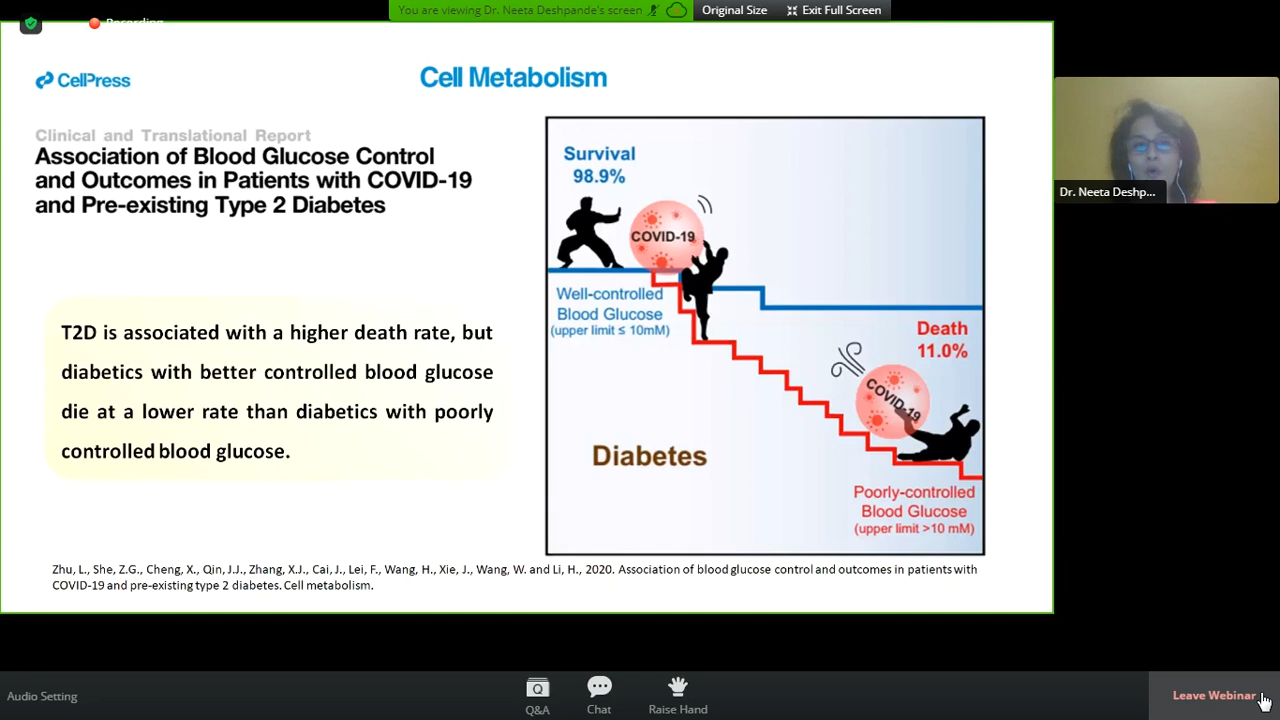 You are viewing Dr. Neeta Deshpande's screen
Original Size
Exit Full Screen
Recording
CellPress
Cell Metabolism
Clinical and Translational Report
Association of Blood Glucose Control
and Outcomes in Patients with COVID-19
and Pre-existing Type 2 Diabetes
T2D is associated with a higher death rate, but
diabetics with better controlled blood glucose
die at a lower rate than diabetics with poorly
controlled blood glucose.
Survival
98.9%
COVID-19
Well-controlled
Blood Glucose
(upper limit ≤ 10mM)
Death
11.0%
COVID-19
Diabetes
Poorly-controlled
Blood Glucose
(upper limit >10 mM)
Zhu, L., She, Z.G., Cheng, X., Qin, J.J., Zhang, X.J., Cai, J., Lei, F., Wang, H., Xie, J., Wang, W. and Li, H., 2020. Association of blood glucose control and outcomes in patients with
COVID-19 and pre-existing type 2 diabetes. Cell metabolism.
Dr. Neeta Deshp...
Audio Setting
Q&A
Chat
Raise Hand
Leave Webinar